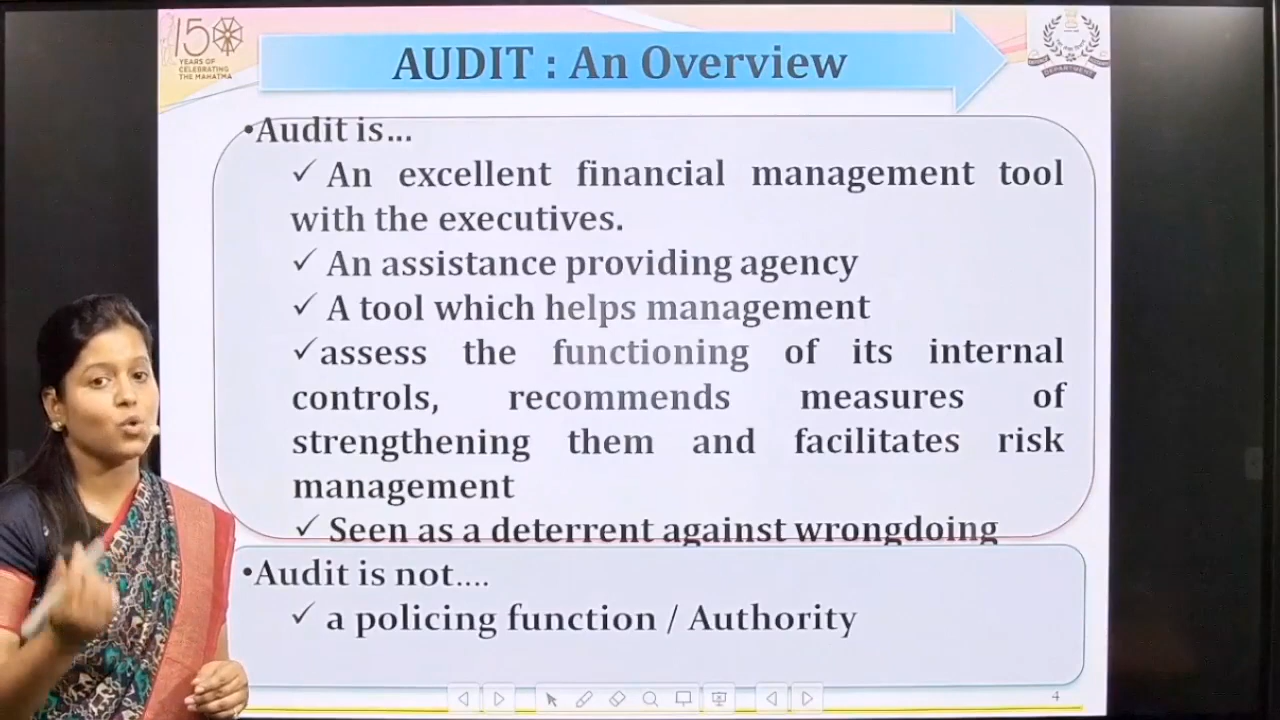 150
YEARS OF
CELEBRATING
THE MAHATMA
AUDIT : An Overview
DEPARTMENT
•Audit is...
✓ An excellent financial management tool
with the executives.
✓ An assistance providing agency
✓ A tool which helps management
✓assess the functioning of its internal
controls, recommends measures of
strengthening them and facilitates risk
management
✓ Seen as a deterrent against wrongdoing
•Audit is not....
✓ a policing function / Authority
4